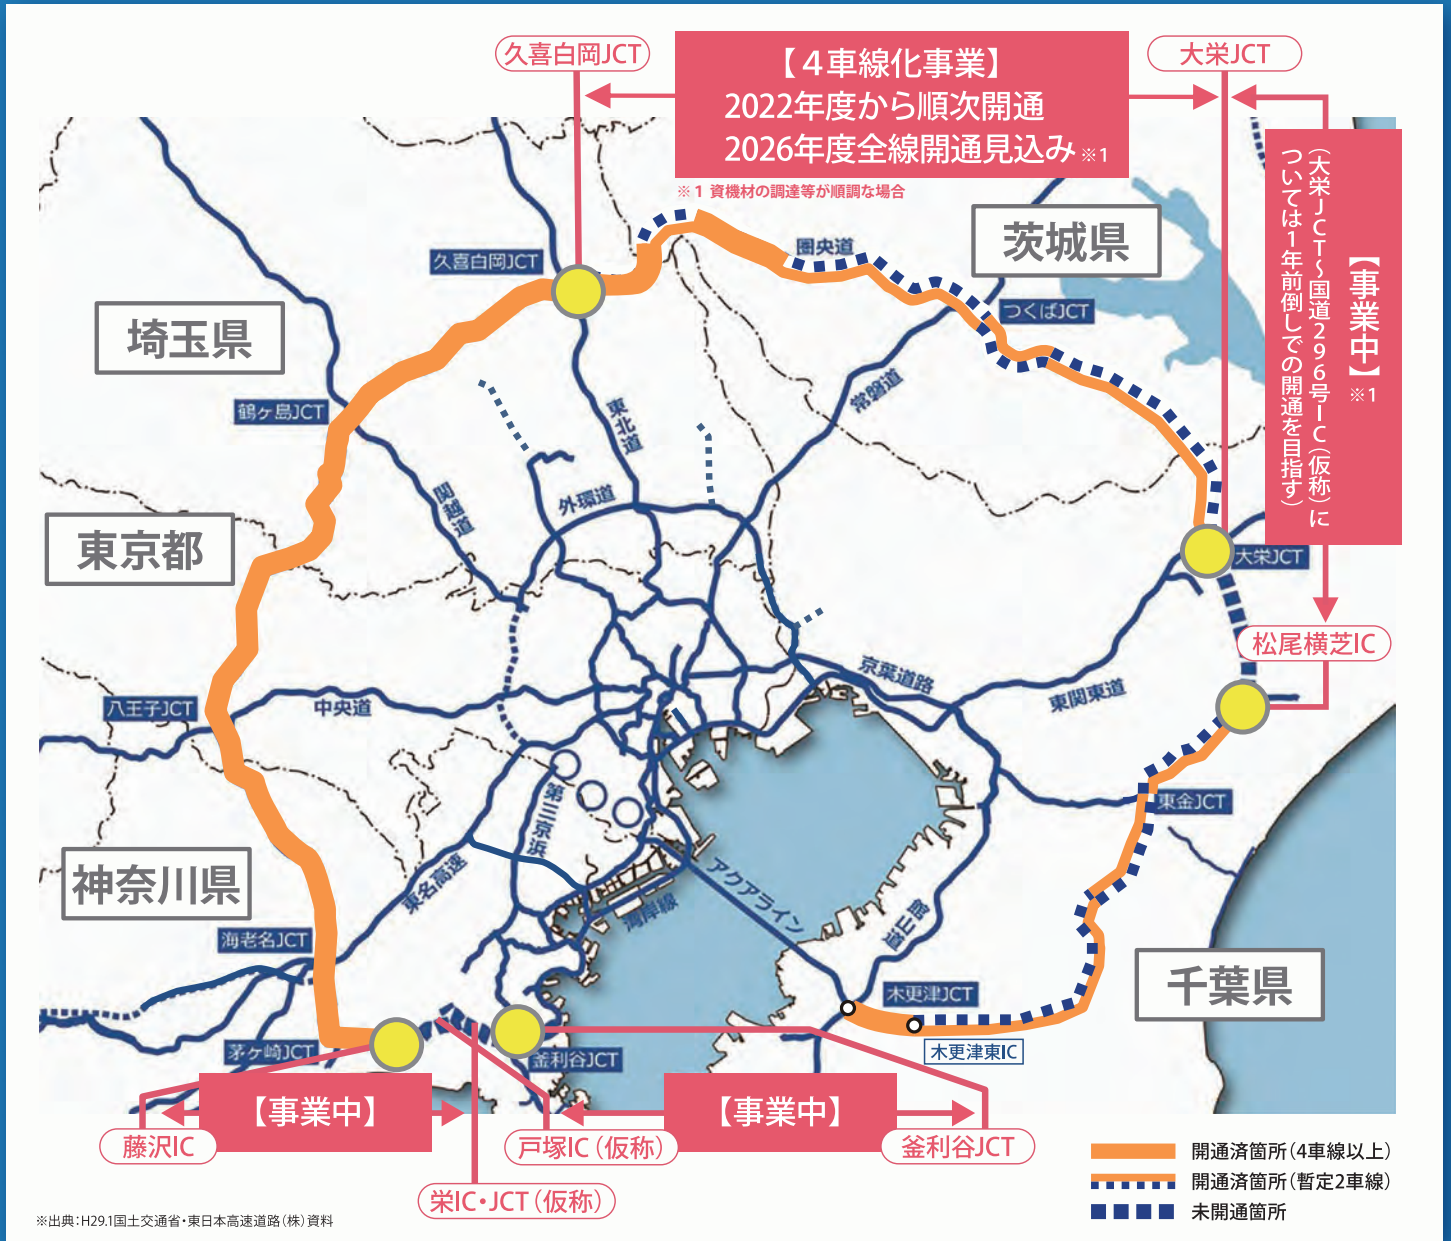 久喜白岡JCT
【４車線化事業】
2022年度から順次開通
2026年度全線開通見込み ※1
※1 資機材の調達等が順調な場合
大栄JCT
【事業中】※1
（大栄JCT〜国道296号IC(仮称)に
ついては1年前倒しでの開通を目指す）
茨城県
圏央道
久喜白岡JCT
つくばJCT
埼玉県
鶴ヶ島JCT
東北道
常磐道
関越道
外環道
東京都
大栄JCT
松尾横芝IC
八王子JCT
中央道
京葉道路
東関東道
第三京浜
東金JCT
神奈川県
東名高速
アクアライン
湾岸線
館山道
海老名JCT
千葉県
木更津JCT
木更津東IC
茅ヶ崎JCT
釜利谷JCT
【事業中】
【事業中】
藤沢IC
戸塚IC（仮称）
釜利谷JCT
栄IC・JCT（仮称）
開通済箇所（4車線以上）
開通済箇所（暫定2車線）
未開通箇所
※出典：H29.1国土交通省・東日本高速道路（株）資料